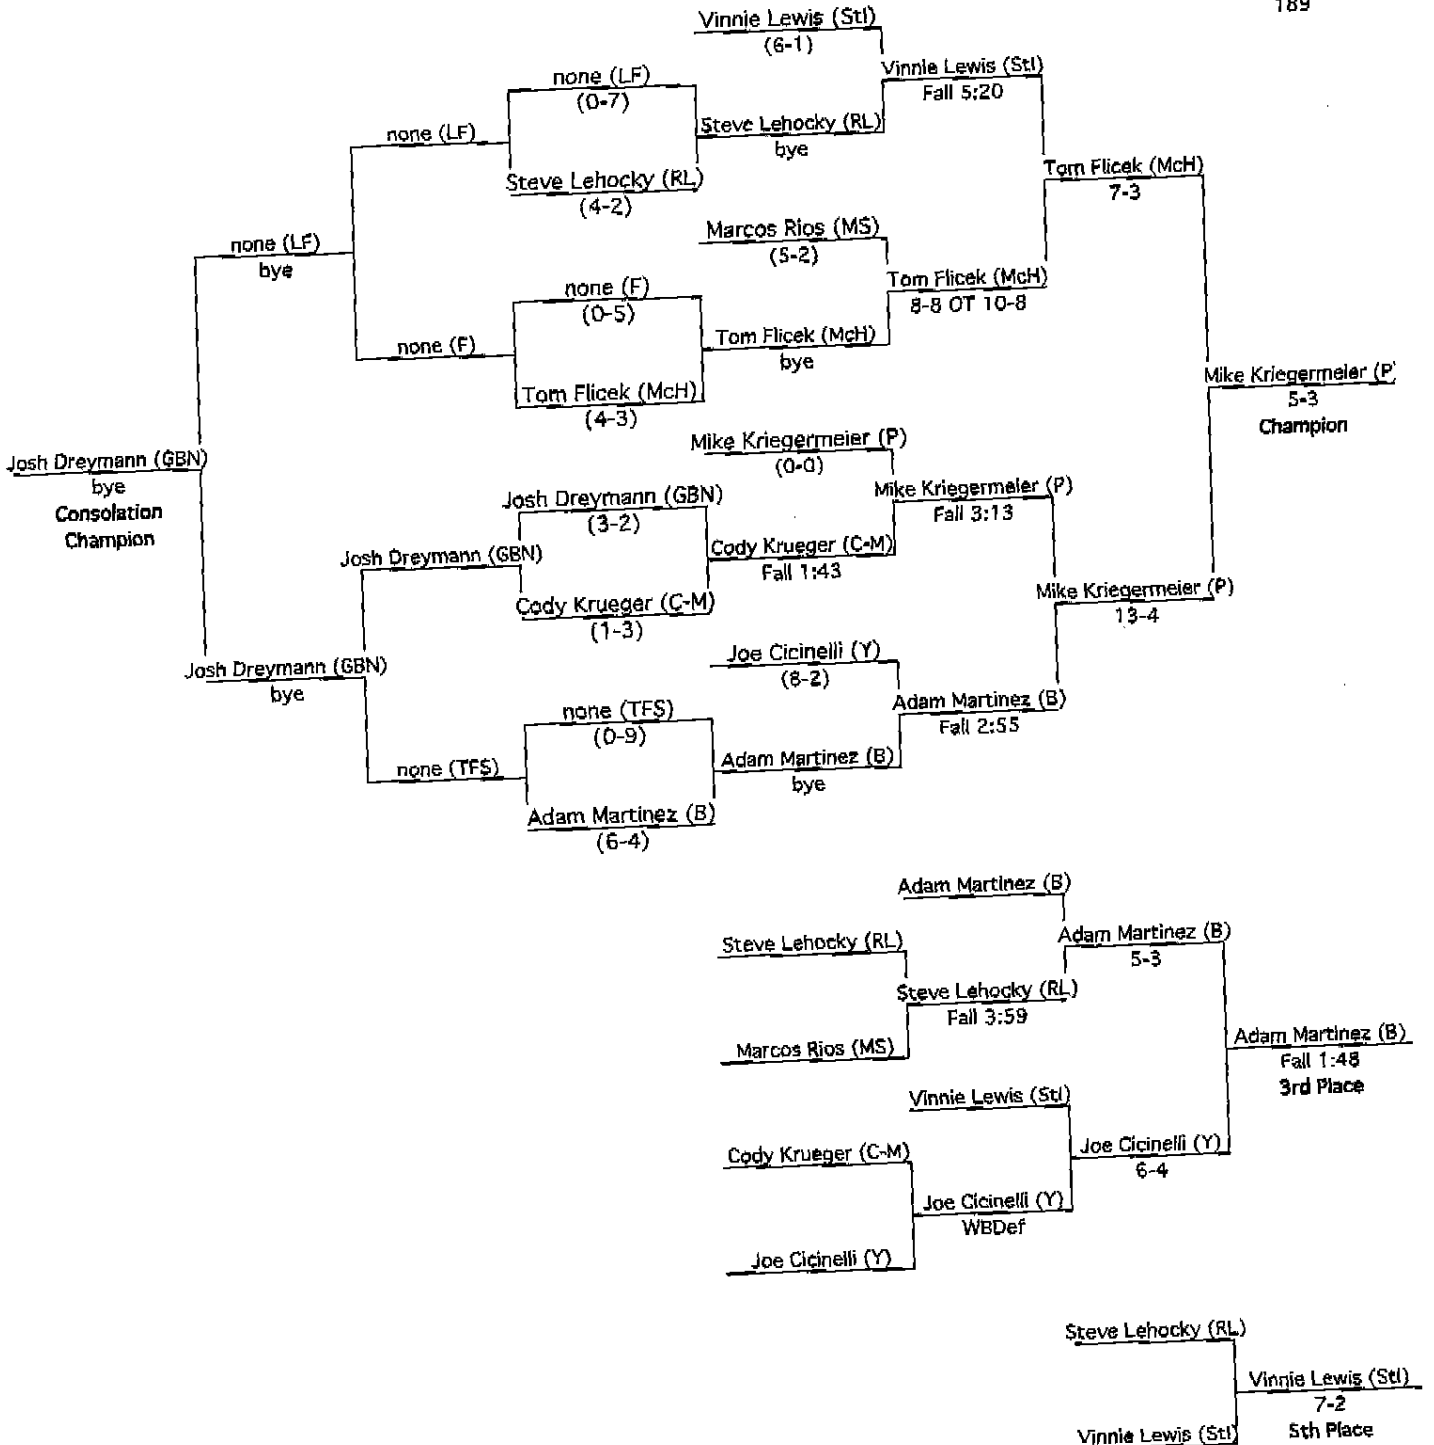 189
Vinnie Lewis (Stl)
(6-1)
Vinnie Lewis (Stl)
Fall 5:20
none (LF)
(0-7)
Steve Lehocky (RL)
bye
none (LF)
Steve Lehocky (RL)
(4-2)
Tom Flicek (McH)
7-3
Marcos Rios (MS)
(5-2)
none (LF)
bye
Tom Flicek (McH)
8-8 OT 10-8
none (F)
(0-5)
Tom Flicek (McH)
bye
none (F)
Tom Flicek (McH)
(4-3)
Mike Kriegermeier (P)
5-3
Champion
Mike Kriegermeier (P)
(0-0)
Josh Dreymann (GBN)
bye
Consolation
Champion
Mike Kriegermeier (P)
Fall 3:13
Josh Dreymann (GBN)
(3-2)
Cody Krueger (C-M)
Fall 1:43
Josh Dreymann (GBN)
Cody Krueger (C-M)
(1-3)
Mike Kriegermeier (P)
13-4
Joe Cicinelli (Y)
(8-2)
Josh Dreymann (GBN)
bye
Adam Martinez (B)
Fall 2:55
none (TFS)
(0-9)
Adam Martinez (B)
bye
none (TFS)
Adam Martinez (B)
(6-4)
Adam Martinez (B)
Adam Martinez (B)
5-3
Steve Lehocky (RL)
Steve Lehocky (RL)
Fall 3:59
Marcos Rios (MS)
Adam Martinez (B)
Fall 1:48
3rd Place
Vinnie Lewis (Stl)
Joe Cicinelli (Y)
6-4
Cody Krueger (C-M)
Joe Cicinelli (Y)
WBDef
Joe Cicinelli (Y)
Steve Lehocky (RL)
Vinnie Lewis (Stl)
7-2
5th Place
Vinnie Lewis (Stl)